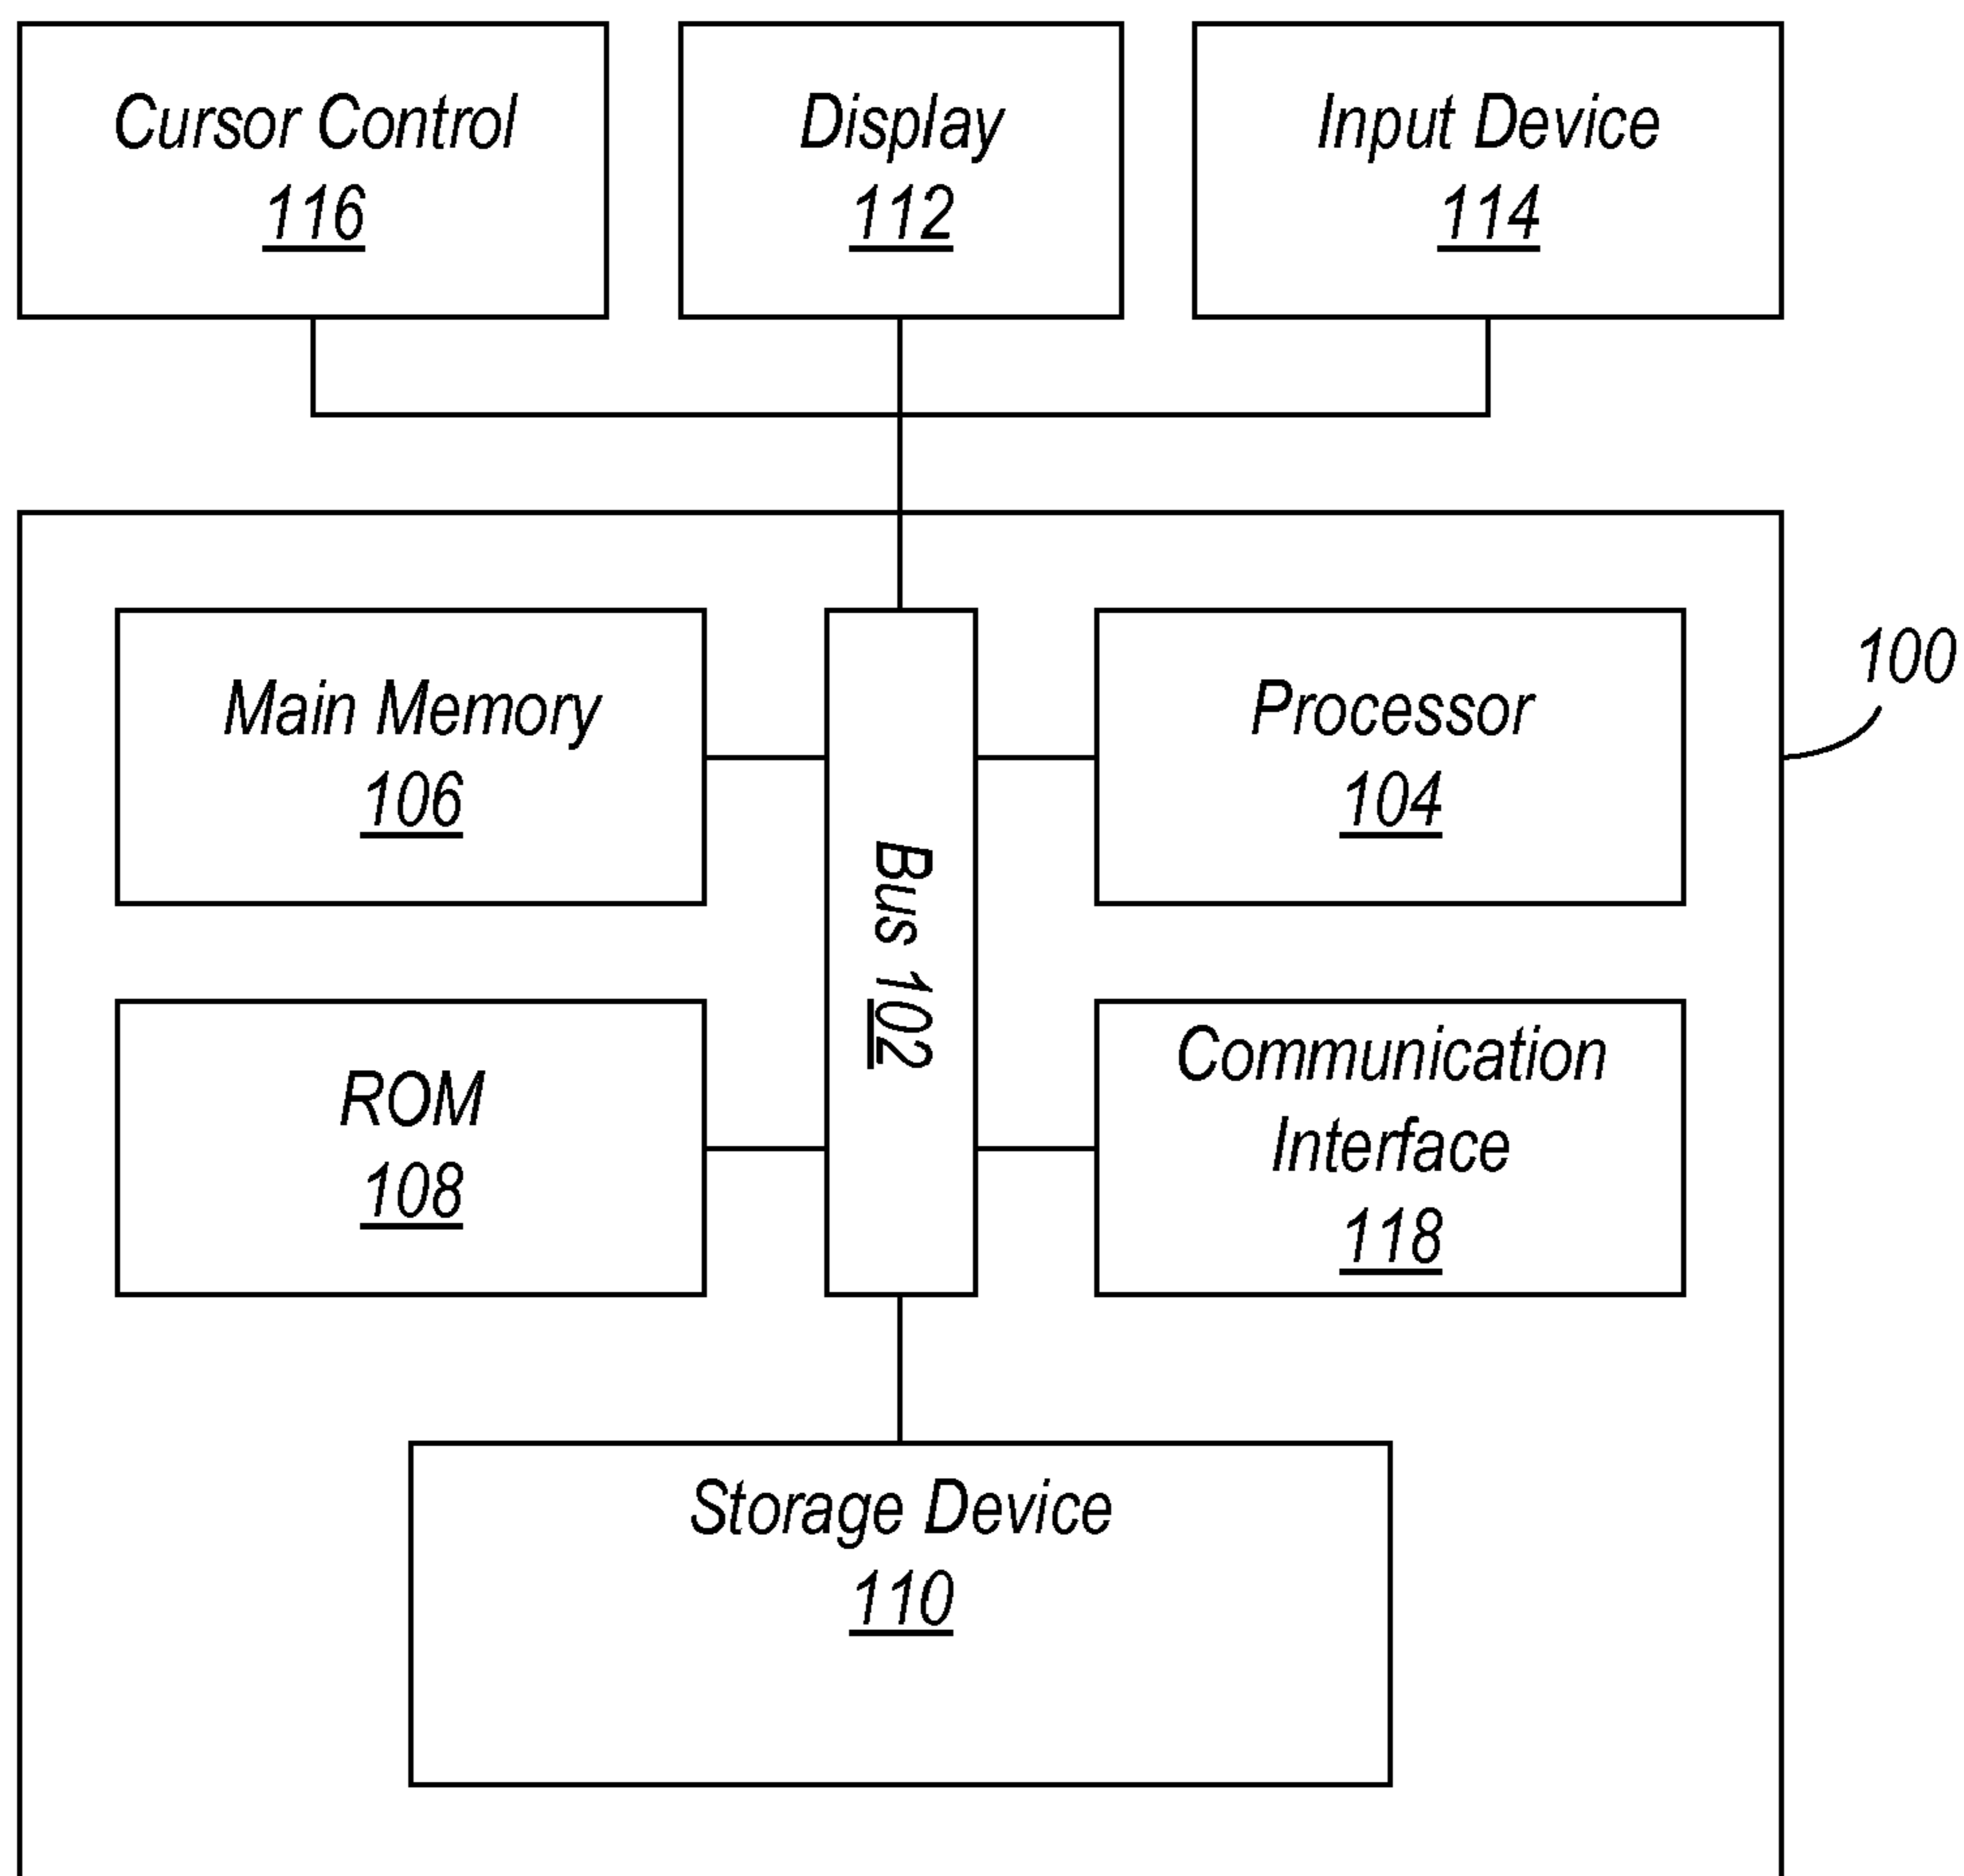 Cursor Control
116
Display
112
Input Device
114
Main Memory
106
Processor
104
100
Bus 102
ROM
108
Communication
Interface
118
Storage Device
110